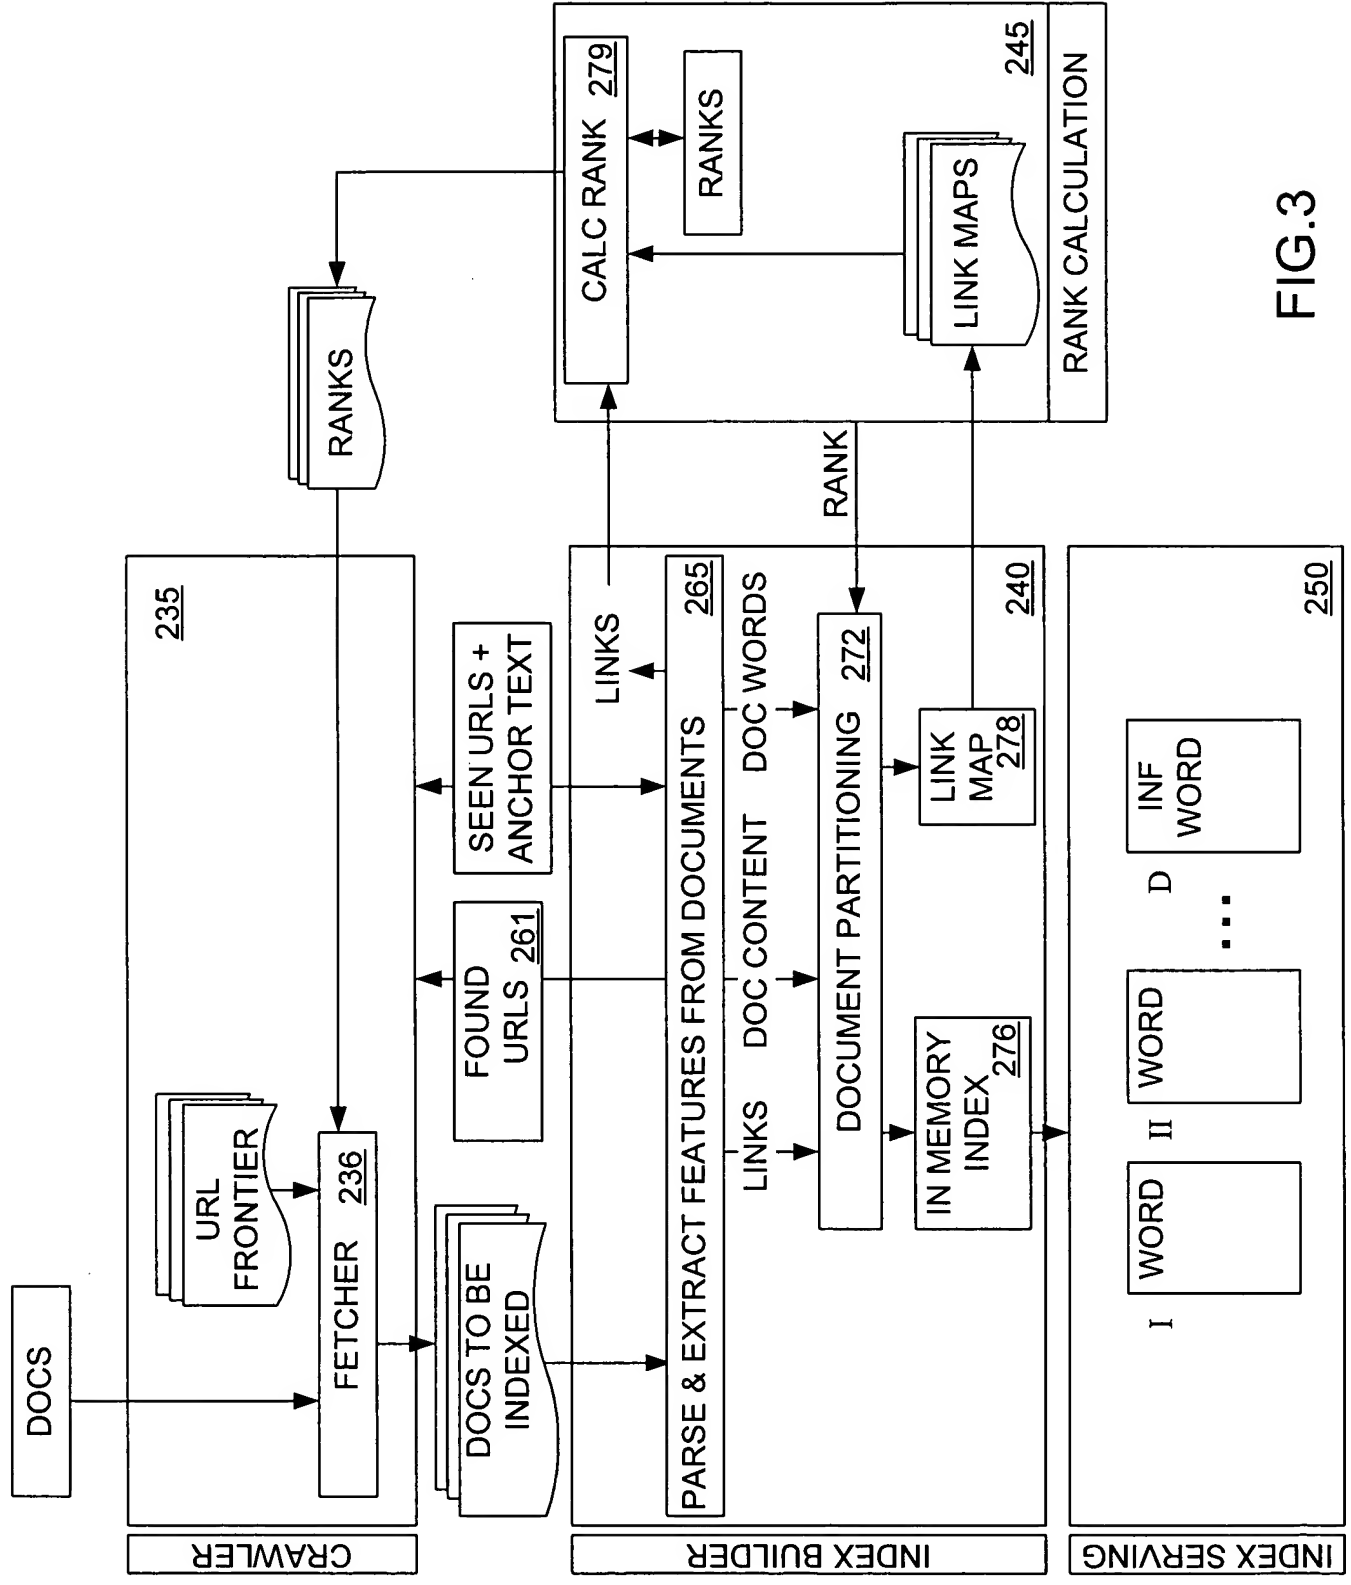 DOCS
CRAWLER
235
URL
FRONTIER
FETCHER 236
RANKS
DOCS TO BE
INDEXED
FOUND
URLS 261
SEEN URLS +
ANCHOR TEXT
INDEX BUILDER
LINKS
PARSE & EXTRACT FEATURES FROM DOCUMENTS 265
LINKS DOC CONTENT DOC WORDS
DOCUMENT PARTITIONING 272
IN MEMORY
INDEX 276
LINK
MAP
278
240
RANK
CALC RANK 279
RANKS
LINK MAPS
245
RANK CALCULATION
INDEX SERVING
I
WORD
II
WORD
...
D
INF
WORD
250
FIG.3